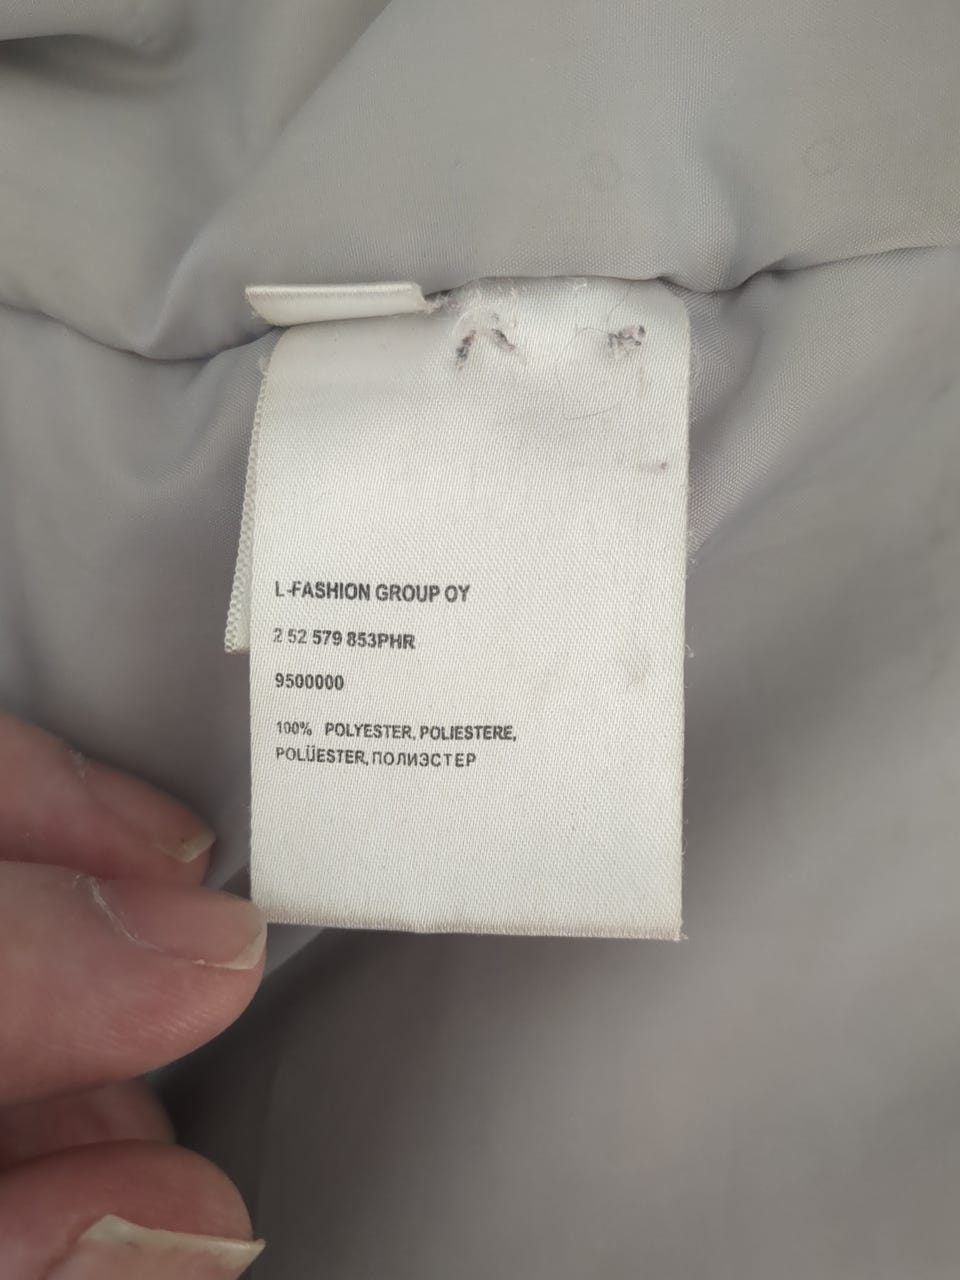 L-FASHION GROUP OY
2 52 579 853PHR
9500000
100% POLYESTER, POLIESTERE,
POLÜESTER, ПОЛИЭСТЕР